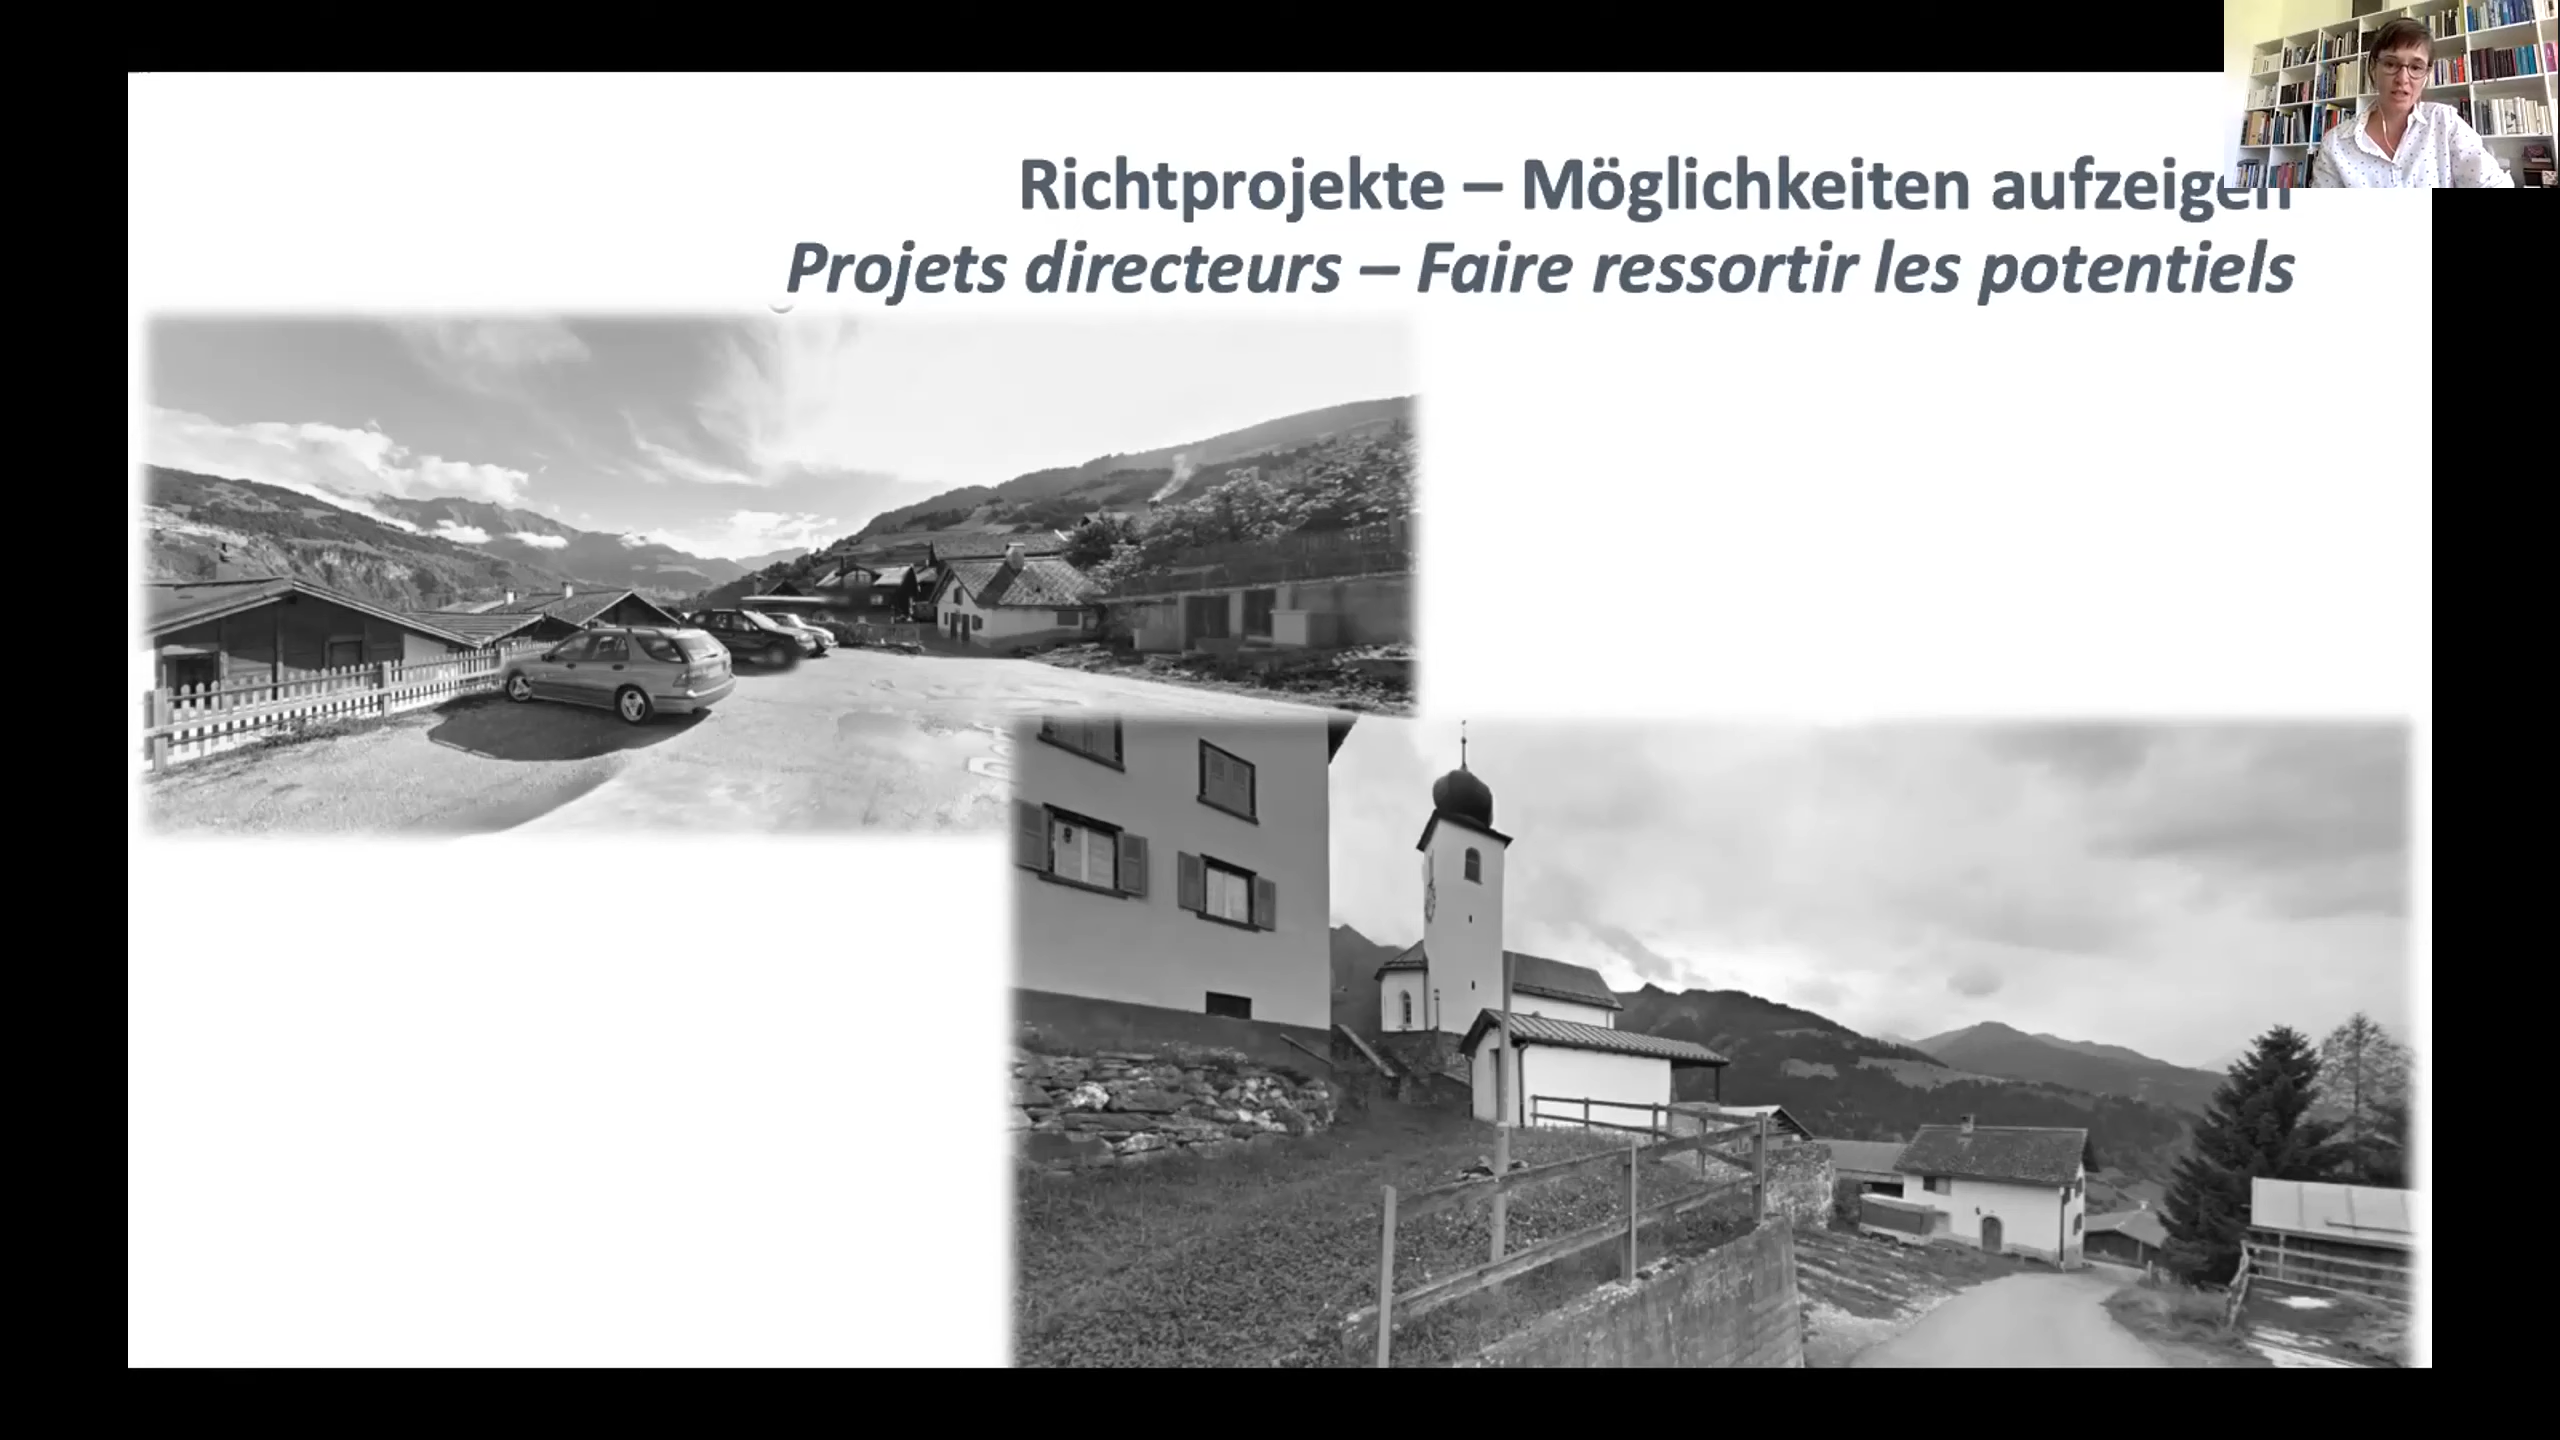 Richtprojekte – Möglichkeiten aufzeigen
Projets directeurs – Faire ressortir les potentiels